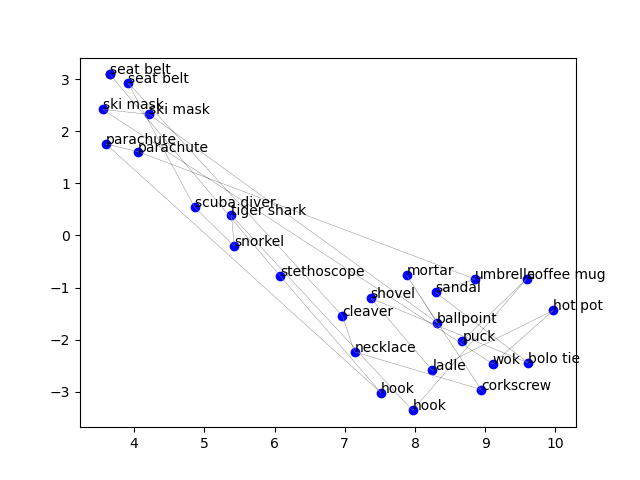 seat belt
seat belt
ski mask
ski mask
parachute
parachute
scuba diver
tiger shark
snorkel
stethoscope
mortar
umbrella
coffee mug
sandal
shovel
hot pot
cleaver
ballpoint
puck
necklace
ladle
wok
bolo tie
hook
corkscrew
hook
3
2
1
0
−1
−2
−3
4
5
6
7
8
9
10